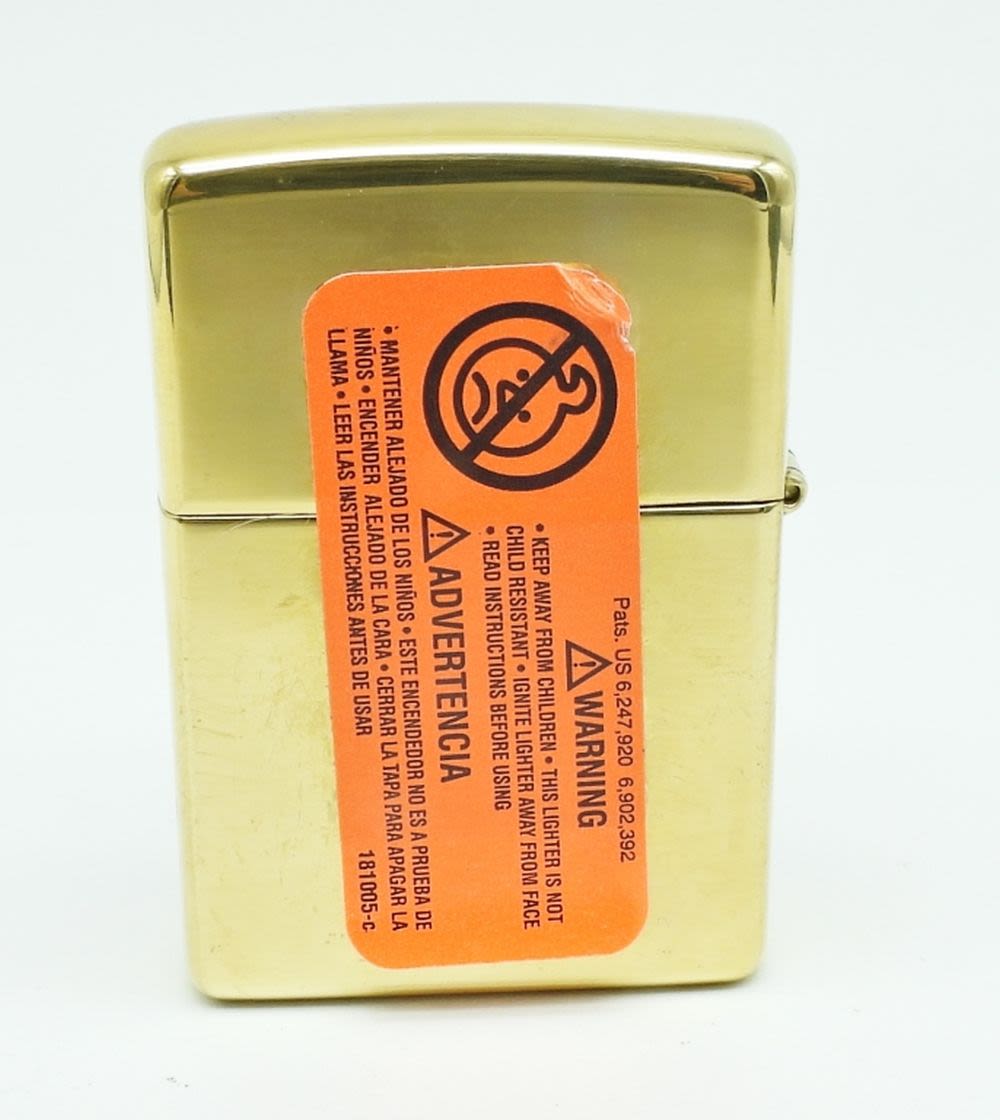 Pats. US 6,247,920 6,902,392
WARNING
• KEEP AWAY FROM CHILDREN • THIS LIGHTER IS NOT
CHILD RESISTANT • IGNITE LIGHTER AWAY FROM FACE
• READ INSTRUCTIONS BEFORE USING
ADVERTENCIA
• MANTENER ALEJADO DE LOS NIÑOS • ESTE ENCENDEDOR NO ES A PRUEBA DE
NIÑOS • ENCENDER ALEJADO DE LA CARA • CERRAR LA TAPA PARA APAGAR LA
LLAMA • LEER LAS INSTRUCCIONES ANTES DE USAR 181005-c